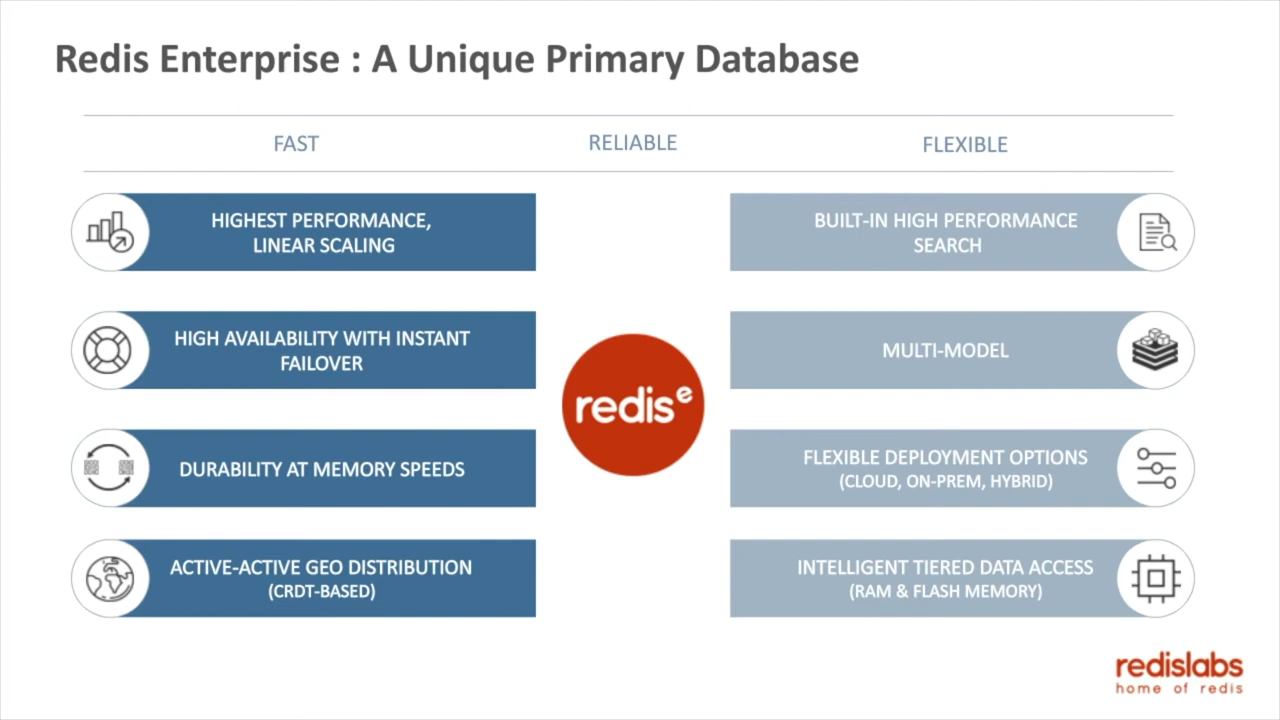 Redis Enterprise : A Unique Primary Database
FAST
RELIABLE
FLEXIBLE
HIGHEST PERFORMANCE,
LINEAR SCALING
HIGH AVAILABILITY WITH INSTANT
FAILOVER
DURABILITY AT MEMORY SPEEDS
ACTIVE-ACTIVE GEO DISTRIBUTION
(CRDT-BASED)
redis e
BUILT-IN HIGH PERFORMANCE
SEARCH
MULTI-MODEL
FLEXIBLE DEPLOYMENT OPTIONS
(CLOUD, ON-PREM, HYBRID)
INTELLIGENT TIERED DATA ACCESS
(RAM & FLASH MEMORY)
redislabs
home of redis